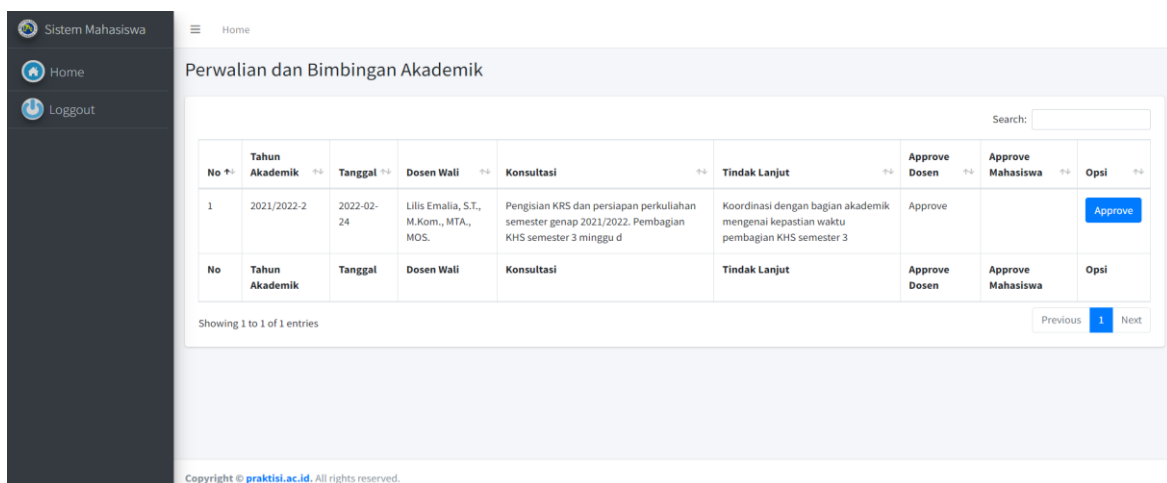 Sistem Mahasiswa
Home
Loggout
Home
Perwalian dan Bimbingan Akademik
Search:
No Tahun Akademik Tanggal Dosen Wali Konsultasi Tindak Lanjut Approve Dosen Approve Mahasiswa Opsi
1 2021/2022-2 2022-02- Lilis Emalia, S.T., Pengisian KRS dan persiapan perkuliahan Koordinasi dengan bagian akademik Approve Approve
24 M.Kom., MTA., semester genap 2021/2022. Pembagian mengenai kepastian waktu
MOS. KHS semester 3 minggu d pembagian KHS semester 3
No Tahun Akademik Tanggal Dosen Wali Konsultasi Tindak Lanjut Approve Dosen Approve Mahasiswa Opsi
Showing 1 to 1 of 1 entries
Previous 1 Next
Copyright © praktisi.ac.id. All rights reserved.